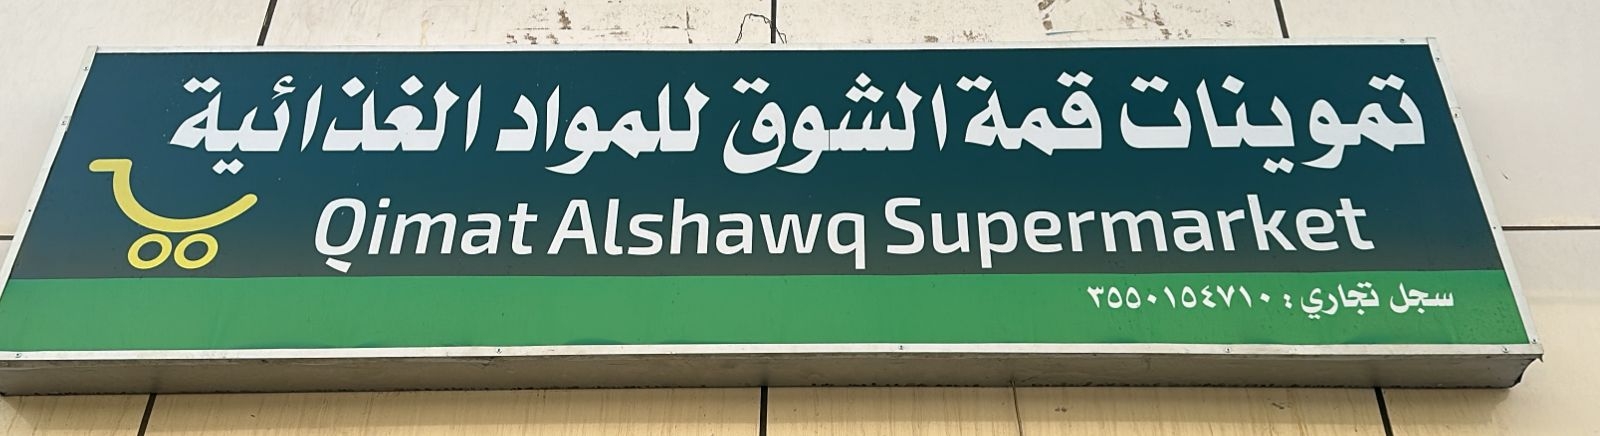 تموينات قمة الشوق للمواد الغذائية
Qimat Alshawq Supermarket
سجل تجاري : ٣٥٥٠١٥٤٧١٠